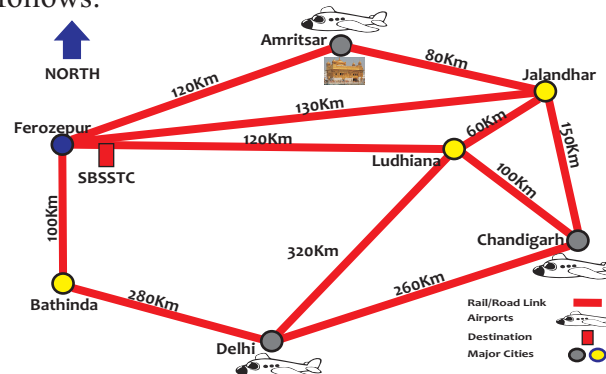 follows:
NORTH
Amritsar
80Km
Jalandhar
120Km
130Km
Ferozepur
120Km
60Km
Ludhiana
150Km
SBSSTC
100Km
100Km
Chandigarh
320Km
260Km
Bathinda
280Km
Delhi
Rail/Road Link
Airports
Destination
Major Cities